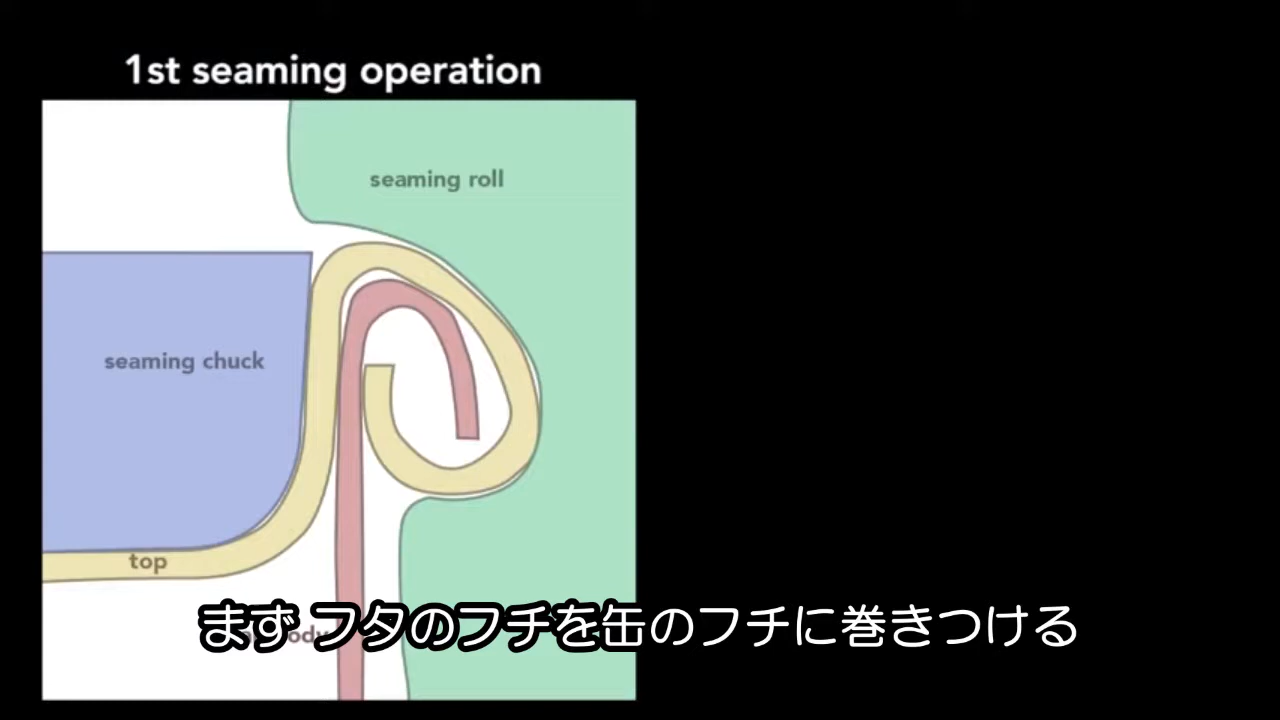 1st seaming operation
seaming roll
seaming chuck
top
まず フタのフチを缶のフチに巻きつける